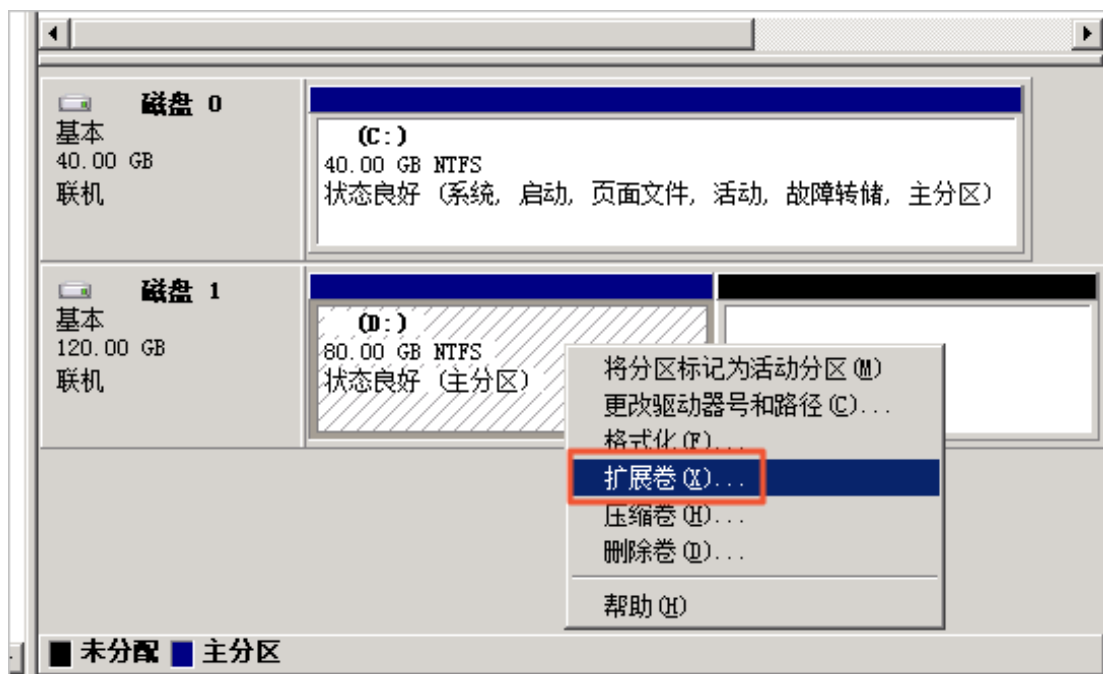 磁盘 0
基本
40.00 GB
联机
(C:)
40.00 GB NTFS
状态良好 (系统, 启动, 页面文件, 活动, 故障转储, 主分区)
磁盘 1
基本
120.00 GB
联机
(D:)
80.00 GB NTFS
状态良好 (主分区)
将分区标记为活动分区(M)
更改驱动器号和路径(C)...
格式化(F)...
扩展卷(X)...
压缩卷(H)...
删除卷(D)...
帮助(H)
未分配 主分区